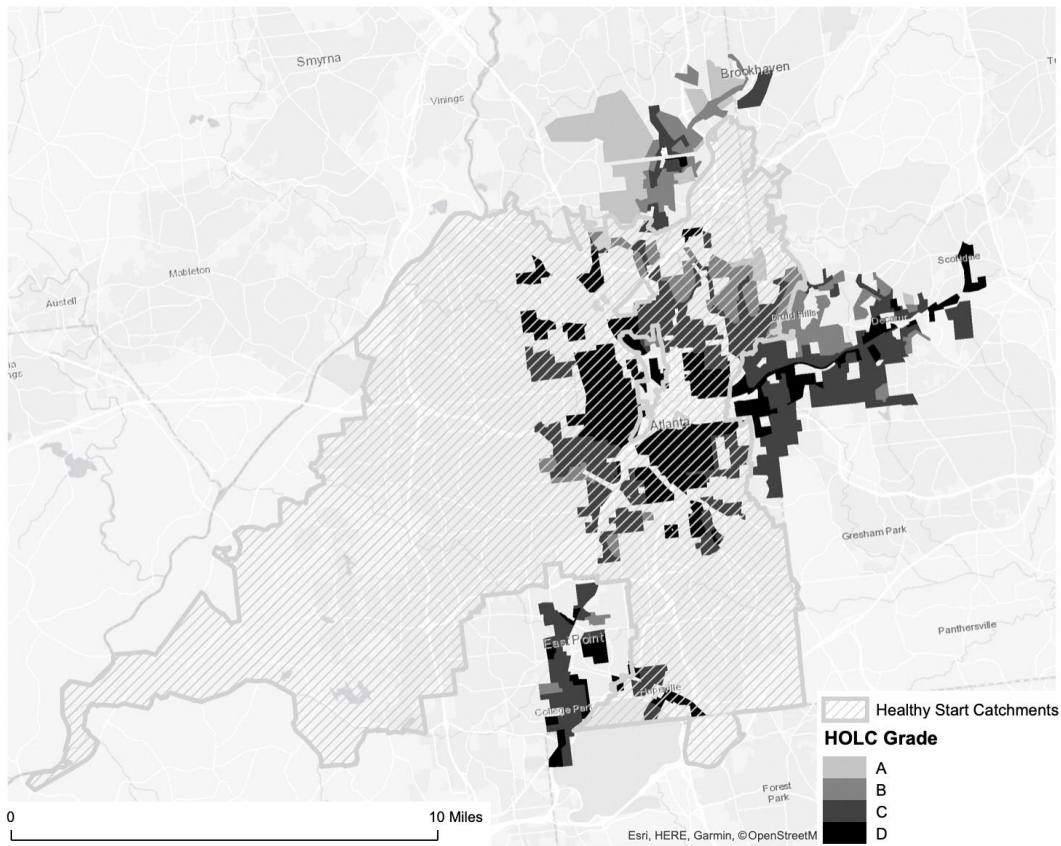 Smyrna
Brookhaven
Vinings
Scottdale
Mableton
Austell
Druid Hills
Decatur
Atlanta
Gresham Park
Panthersville
East Point
Hapeville
College Park
Healthy Start Catchments
HOLC Grade
A
B
C
D
Forest
Park
0
10 Miles
Esri, HERE, Garmin, ©OpenStreetM